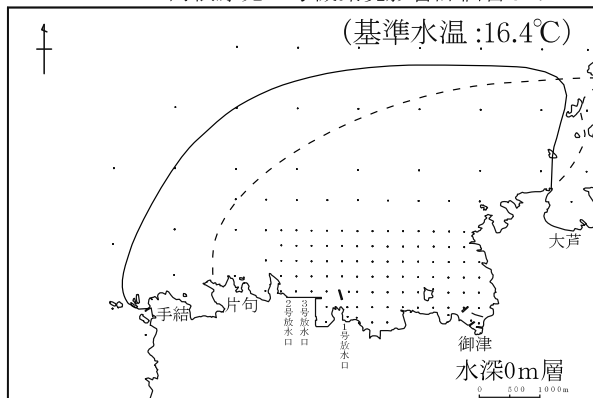 (基準水温:16.4℃)
大芦
手結
片句
2号放水口
3号放水口
1号放水口
御津
水深0m層
0 500 1000m